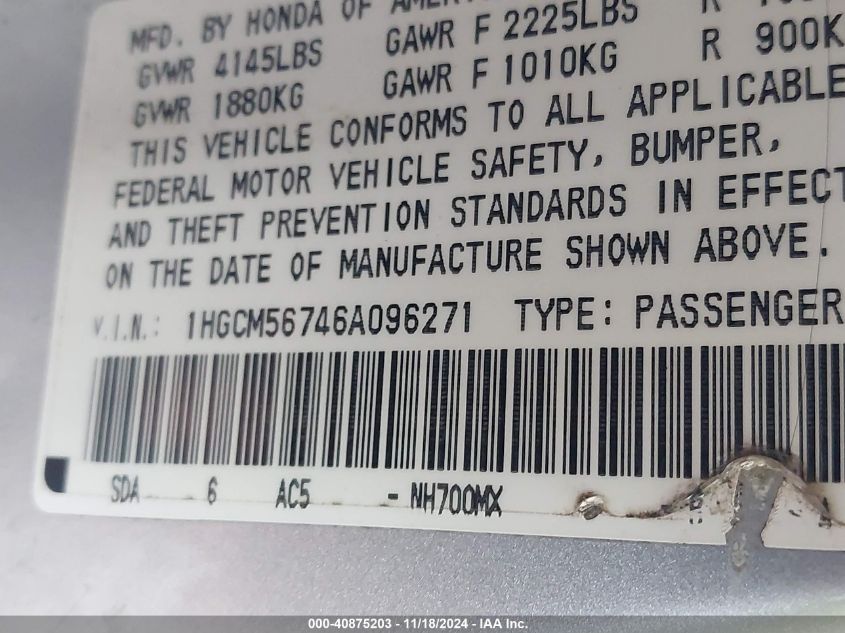 MFD. BY HONDA OF
GVWR 4145LBS GAWR F 2225LBS R
GVWR 1880KG GAWR F 1010KG R 900K
THIS VEHICLE CONFORMS TO ALL APPLICABLE
FEDERAL MOTOR VEHICLE SAFETY, BUMPER,
AND THEFT PREVENTION STANDARDS IN EFFECT
ON THE DATE OF MANUFACTURE SHOWN ABOVE.
V.I.N.: 1HGCM56746A096271 TYPE: PASSENGER
SDA 6 AC5 - NH700MX
000-40875203 - 11/18/2024 - IAA Inc.